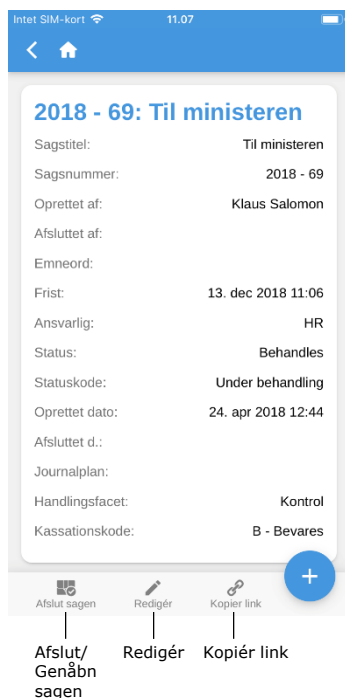 Intet SIM-kort 11.07
2018 - 69: Til ministeren
Sagstitel: Til ministeren
Sagsnummer: 2018 - 69
Oprettet af: Klaus Salomon
Afsluttet af:
Emneord:
Frist: 13. dec 2018 11:06
Ansvarlig: HR
Status: Behandles
Statuskode: Under behandling
Oprettet dato: 24. apr 2018 12:44
Afsluttet d.:
Journalplan:
Handlingsfacet: Kontrol
Kassationskode: B - Bevares
+
Afslut sagen Redigér Kopier link
Afslut/ Redigér Kopiér link
Genåbn
sagen